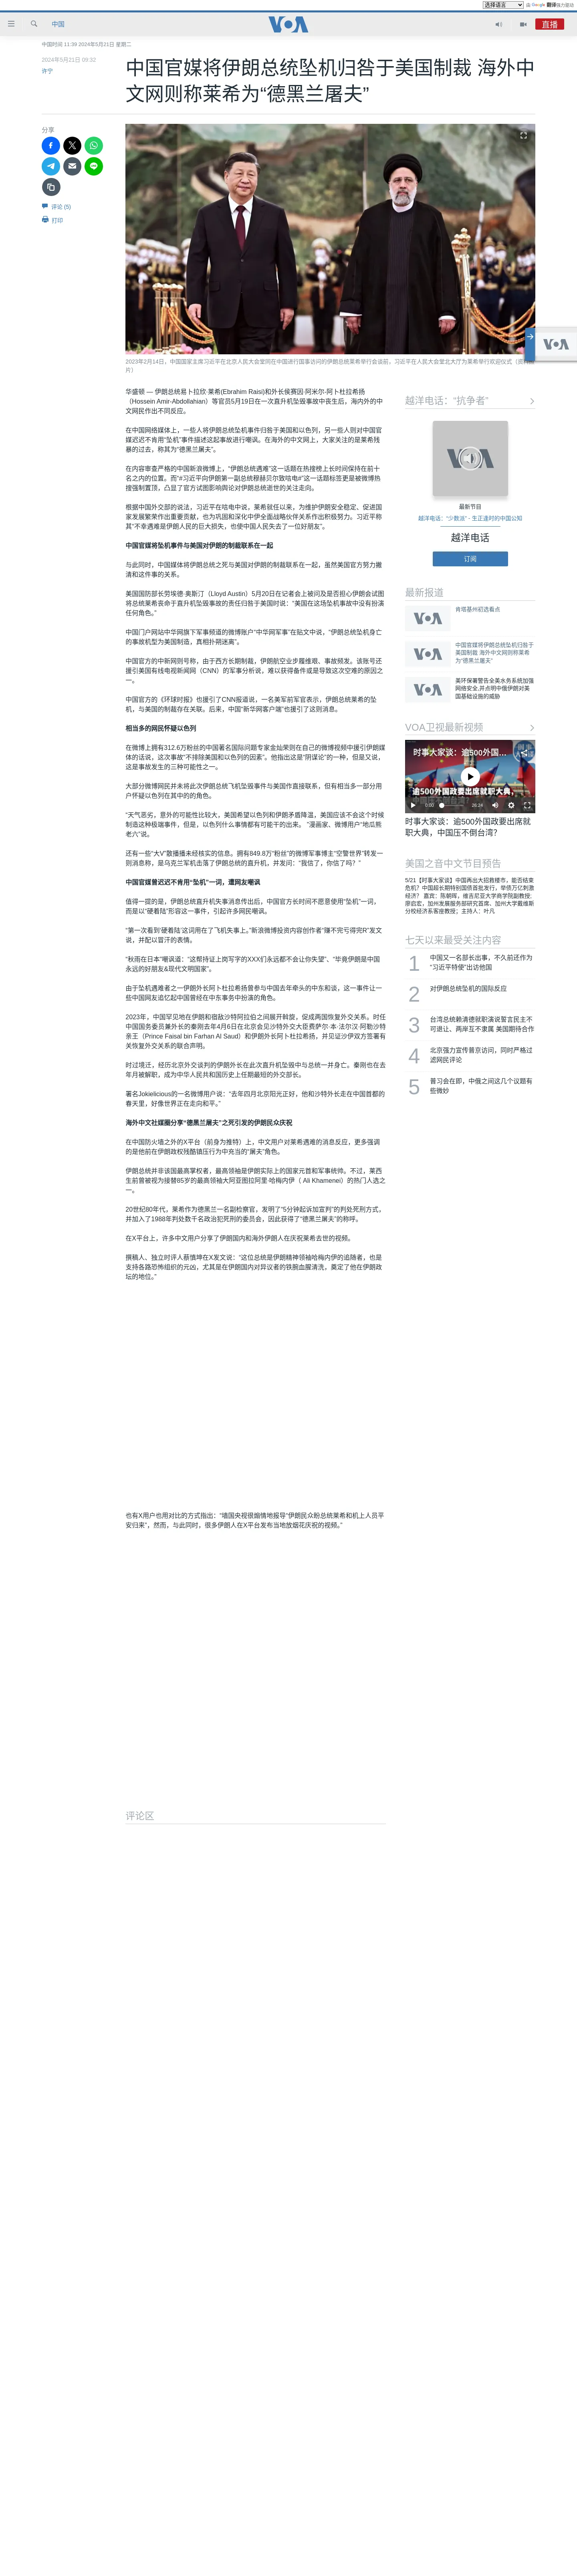 选择语言 由 Google 翻译强力驱动
中国
VOA
直播
中国时间 11:36 2024年5月21日 星期二
2024年5月21日 09:32
许宁
中国官媒将伊朗总统坠机归咎于美国制裁 海外中
文网则称莱希为“德黑兰屠夫”
分享
评论 (5)
打印
2023年2月14日，中国国家主席习近平在北京人民大会堂同在中国进行国事访问的伊朗总统莱希举行会谈前，习近平在人民大会堂北大厅为莱希举行欢迎仪式（资料照
片）
华盛顿 — 伊朗总统易卜拉欣·莱希(Ebrahim Raisi)和外长侯赛因·阿米尔-阿卜杜拉希扬
（Hossein Amir-Abdollahian）等官员5月19日在一次直升机坠毁事故中丧生后，海内外的中
文网民作出不同反应。
在中国网络媒体上，一些人将伊朗总统坠机事件归咎于美国和以色列，另一些人则对中国官
媒迟迟不肯用“坠机”事件描述这起事故进行嘲讽。在海外的中文网上，大家关注的是莱希残
暴的过去，称其为“德黑兰屠夫”。
在内容审查严格的中国新浪微博上，“伊朗总统遇难”这一话题在热搜榜上长时间保持在前十
名之内的位置。而“#习近平向伊朗第一副总统穆赫贝尔致唁电#”这一话题标签更是被微博热
搜强制置顶，凸显了官方试图影响舆论对伊朗总统逝世的关注走向。
根据中国外交部的说法，习近平在唁电中说，莱希就任以来，为维护伊朗安全稳定、促进国
家发展繁荣作出重要贡献，也为巩固和深化中伊全面战略伙伴关系作出积极努力。习近平称
其“不幸遇难是伊朗人民的巨大损失，也使中国人民失去了一位好朋友”。
中国官媒将坠机事件与美国对伊朗的制裁联系在一起
与此同时，中国媒体将伊朗总统之死与美国对伊朗的制裁联系在一起，虽然美国官方努力撇
清和这件事的关系。
美国国防部长劳埃德·奥斯汀（Lloyd Austin）5月20日在记者会上被问及是否担心伊朗会试图
将总统莱希丧命于直升机坠毁事故的责任归咎于美国时说：“美国在这场坠机事故中没有扮演
任何角色。”
中国门户网站中华网旗下军事频道的微博账户“中华网军事”在贴文中说，“伊朗总统坠机身亡
的事故机型为美国制造，真相扑朔迷离”。
中国官方的中新网则号称，由于西方长期制裁，伊朗航空业步履维艰、事故频发。该账号还
援引美国有线电视新闻网（CNN）的军事分析说，难以获得备件或是导致这次空难的原因之
一。
中国官方的《环球时报》也援引了CNN报道说，一名美军前军官表示，伊朗总统莱希的坠
机，与美国的制裁存在关联。后来，中国“新华网客户端”也援引了这则消息。
相当多的网民怀疑以色列
在微博上拥有312.6万粉丝的中国著名国际问题专家金灿荣则在自己的微博视频中援引伊朗媒
体的话说，这次事故“不排除美国和以色列的因素”。他指出这是“阴谋论”的一种，但是又说，
这是事故发生的三种可能性之一。
大部分微博网民并未将此次伊朗总统飞机坠毁事件与美国作直接联系，但有相当多一部分用
户怀疑以色列在其中的的角色。
“天气恶劣，意外的可能性比较大，美国希望以色列和伊朗矛盾降温，美国应该不会这个时候
制造这种极端事件，但是，以色列什么事情都有可能干的出来。 ”漫画家、微博用户“地瓜熊
老六”说。
还有一些“大V”散播播未经核实的信息。拥有849.8万“粉丝”的微博军事博主“空警世界”转发一
则消息称，是乌克兰军机击落了伊朗总统的直升机，并发问：“我信了，你信了吗？ ”
中国官媒曾迟迟不肯用“坠机”一词，遭网友嘲讽
值得一提的是，伊朗总统直升机失事消息传出后，中国官方长时间不愿意使用“坠机”一词，
而是以“硬着陆”形容这一事件，引起许多网民嘲讽。
“第一次看到‘硬着陆’这词用在了飞机失事上。”新浪微博投资内容创作者“赚不完亏得完R”发文
说，并配以冒汗的表情。
“秋雨在日本”嘲讽道：“这都持证上岗写字的XXX们永远都不会让你失望”、“毕竟伊朗是中国
永远的好朋友&现代文明国家”。
由于坠机遇难者之一伊朗外长阿卜杜拉希扬曾参与中国去年牵头的中东和谈，这一事件让一
些中国网友追忆起中国曾经在中东事务中扮演的角色。
2023年，中国罕见地在伊朗和宿敌沙特阿拉伯之间展开斡旋，促成两国恢复外交关系。时任
中国国务委员兼外长的秦刚去年4月6日在北京会见沙特外交大臣费萨尔·本·法尔汉·阿勒沙特
亲王（Prince Faisal bin Farhan Al Saud）和伊朗外长阿卜杜拉希扬，并见证沙伊双方签署有
关恢复外交关系的联合声明。
时过境迁，经历北京外交谈判的伊朗外长在此次直升机坠毁中与总统一并身亡。秦刚也在去
年月被解职，成为中华人民共和国历史上任期最短的外交部长。
署名Jokielicious的一名微博用户说：“去年四月北京阳光正好，他和沙特外长走在中国首都的
春天里，好像世界正在走向和平。”
海外中文社媒圈分享“德黑兰屠夫”之死引发的伊朗民众庆祝
在中国防火墙之外的X平台（前身为推特）上，中文用户对莱希遇难的消息反应，更多强调
的是他前在伊朗政权残酷镇压行为中充当的“屠夫”角色。
伊朗总统并非该国最高掌权者，最高领袖是伊朗实际上的国家元首和军事统帅。不过，莱西
生前曾被视为接替85岁的最高领袖大阿亚图拉阿里·哈梅内伊（ Ali Khamenei）的热门人选之
一。
20世纪80年代，莱希作为德黑兰一名副检察官，发明了“5分钟起诉加宣判”的判处死刑方式，
并加入了1988年判处数千名政治犯死刑的委员会，因此获得了“德黑兰屠夫”的称呼。
在X平台上，许多中文用户分享了伊朗国内和海外伊朗人在庆祝莱希去世的视频。
撰稿人、独立时评人蔡慎坤在X发文说：“这位总统是伊朗精神领袖哈梅内伊的追随者，也是
支持各路恐怖组织的元凶，尤其是在伊朗国内对异议者的铁腕血腥清洗，奠定了他在伊朗政
坛的地位。”
也有X用户也用对比的方式指出：“墙国央视很煽情地报导“伊朗民众盼总统莱希和机上人员平
安归来”，然而，与此同时，很多伊朗人在X平台发布当地放烟花庆祝的视频。”
评论区
越洋电话：“抗争者”
VOA
最新节目
越洋电话：“少数派” - 生正逢时的中国公知
越洋电话
订阅
最新报道
VOA
肯塔基州初选看点
VOA
中国官媒将伊朗总统坠机归咎于
美国制裁 海外中文网则称莱希
为“德黑兰屠夫”
VOA
美环保署警告全美水务系统加强
网络安全,并点明中俄伊朗对美
国基础设施的威胁
VOA卫视最新视频
时事大家谈：逾500外国...
逾500外国政要出席就职大典，
0:00
时事大家谈：逾500外国政要出席就
职大典，中国压不倒台湾？
美国之音中文节目预告
5/21【时事大家谈】中国再出大招救楼市，能否结束
危机？中国超长期特别国债首批发行，举债万亿刺激
经济？ 嘉宾：陈朝晖，维吉尼亚大学商学院副教授;
廖启宏，加州发展服务部研究首席、加州大学戴维斯
分校经济系客座教授；主持人：叶凡
七天以来最受关注内容
1 中国又一名部长出事，不久前还作为
“习近平特使”出访他国
2 对伊朗总统坠机的国际反应
3 台湾总统赖清德就职演说誓言民主不
可退让、两岸互不隶属 美国期待合作
4 北京强力宣传普京访问，同时严格过
滤网民评论
5 普习会在即，中俄之间这几个议题有
些微妙
VOA